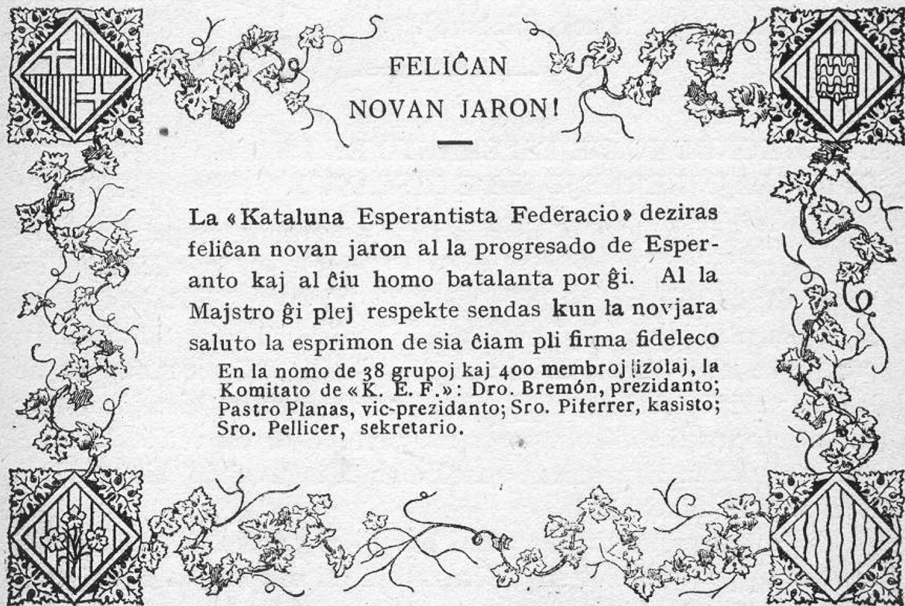 FELIĈAN
NOVAN JARON!
La «Kataluna Esperantista Federacio» deziras
feliĉan novan jaron al la progresado de Esper-
anto kaj al ĉiu homo batalanta por ĝi. Al la
Majstro ĝi plej respekte sendas kun la novjara
saluto la esprimon de sia ĉiam pli firma fideleco
En la nomo de 38 grupoj kaj 400 membroj izolaj, la
Komitato de «K. E. F.»: Dro. Bremón, prezidanto;
Pastro Planas, vic-prezidanto; Sro. Piferrer, kasisto;
Sro. Pellicer, sekretario.